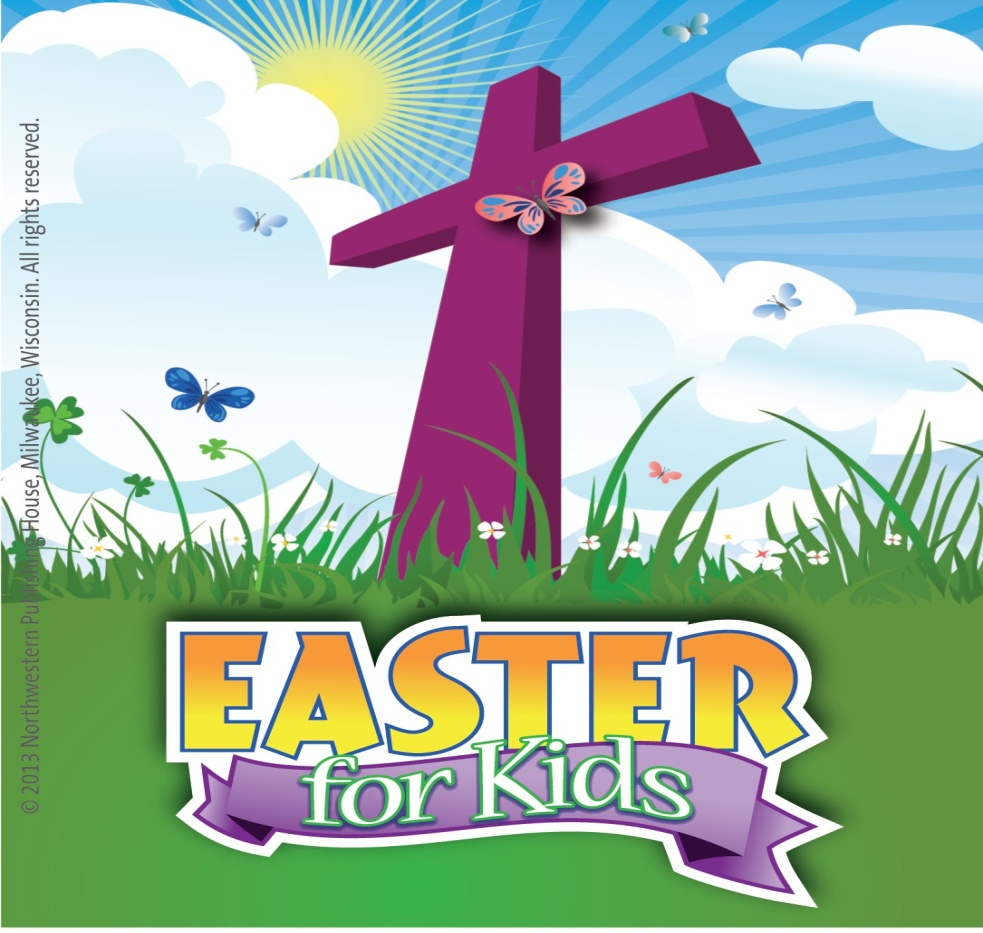 EASTER
for Kids
© 2013 Northwestern Publishing House, Milwaukee, Wisconsin. All rights reserved.